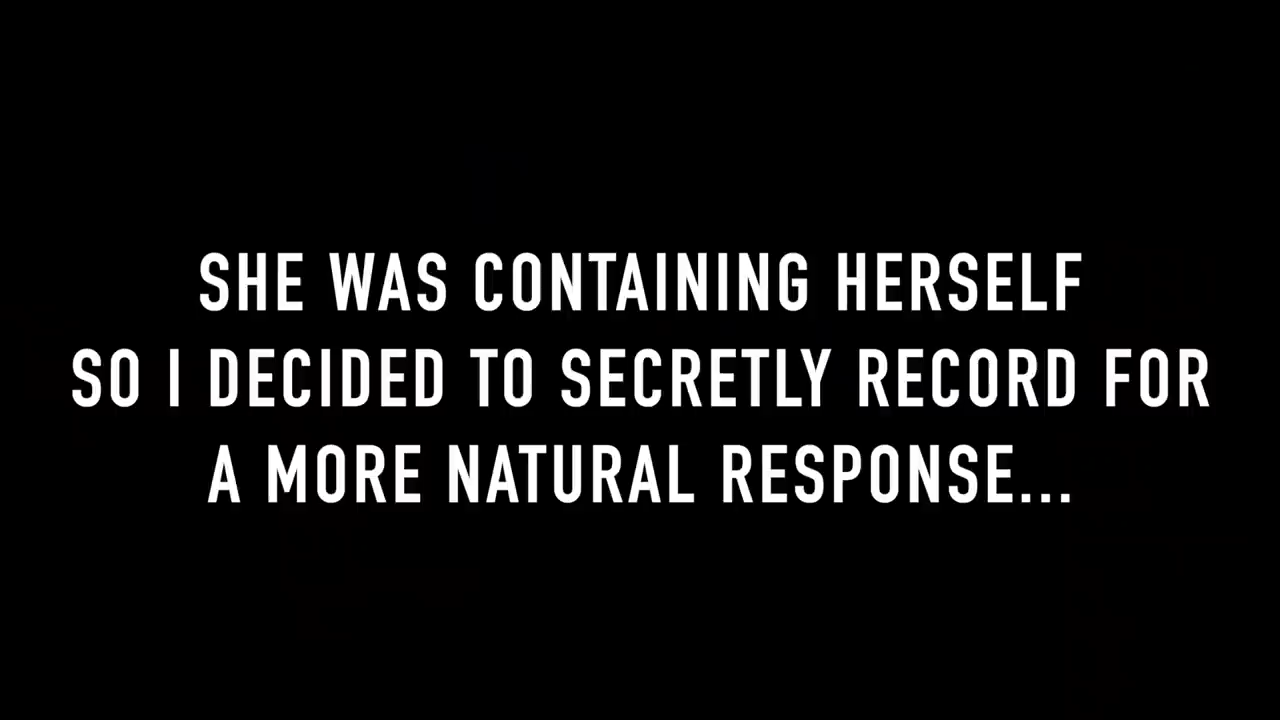 SHE WAS CONTAINING HERSELF
SO I DECIDED TO SECRETLY RECORD FOR
A MORE NATURAL RESPONSE...